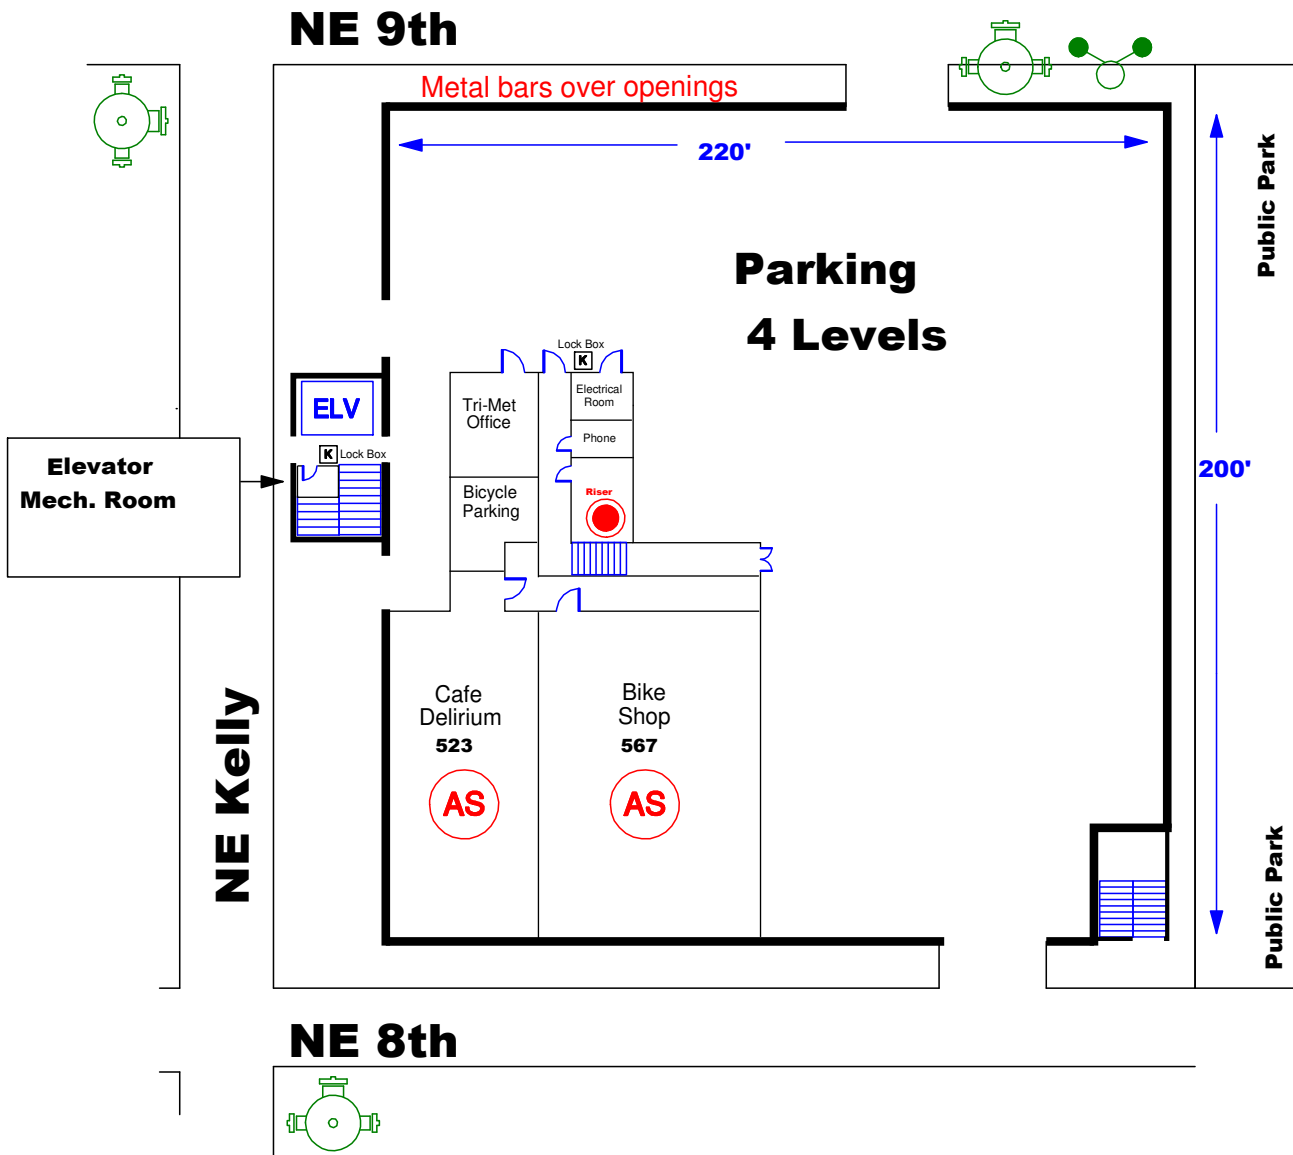 NE 9th
Metal bars over openings
220'
Public Park
Parking
4 Levels
Lock Box
K
Electrical
Room
Tri-Met
Office
ELV
Phone
K Lock Box
Elevator
Mech. Room
200'
Bicycle
Parking
Riser
NE Kelly
Cafe
Delirium
523
Bike
Shop
567
AS
AS
Public Park
NE 8th